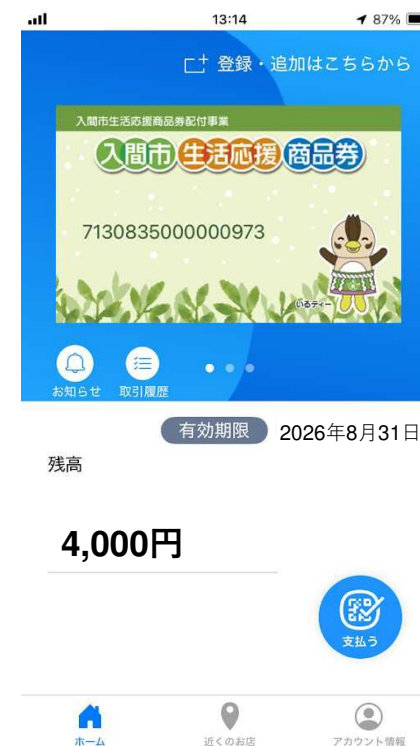 13:14
87%
登録・追加はこちらから
入間市生活応援商品券配付事業
入間市 生活応援 商品券
7130835000000973
いるティー
お知らせ 取引履歴
有効期限 2026年8月31日
残高
4,000円
支払う
ホーム 近くのお店 アカウント情報